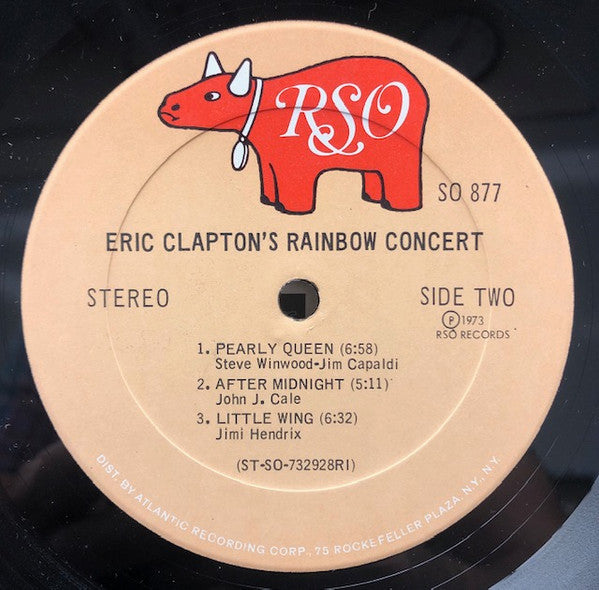 RSO
SO 877
ERIC CLAPTON'S RAINBOW CONCERT
STEREO
SIDE TWO
Ⓟ1973
RSO RECORDS
1. PEARLY QUEEN (6:58)
Steve Winwood-Jim Capaldi
2. AFTER MIDNIGHT (5:11)
John J. Cale
3. LITTLE WING (6:32)
Jimi Hendrix
(ST-SO-732928RI)
DIST. BY ATLANTIC RECORDING CORP., 75 ROCKEFELLER PLAZA N.Y., N.Y.